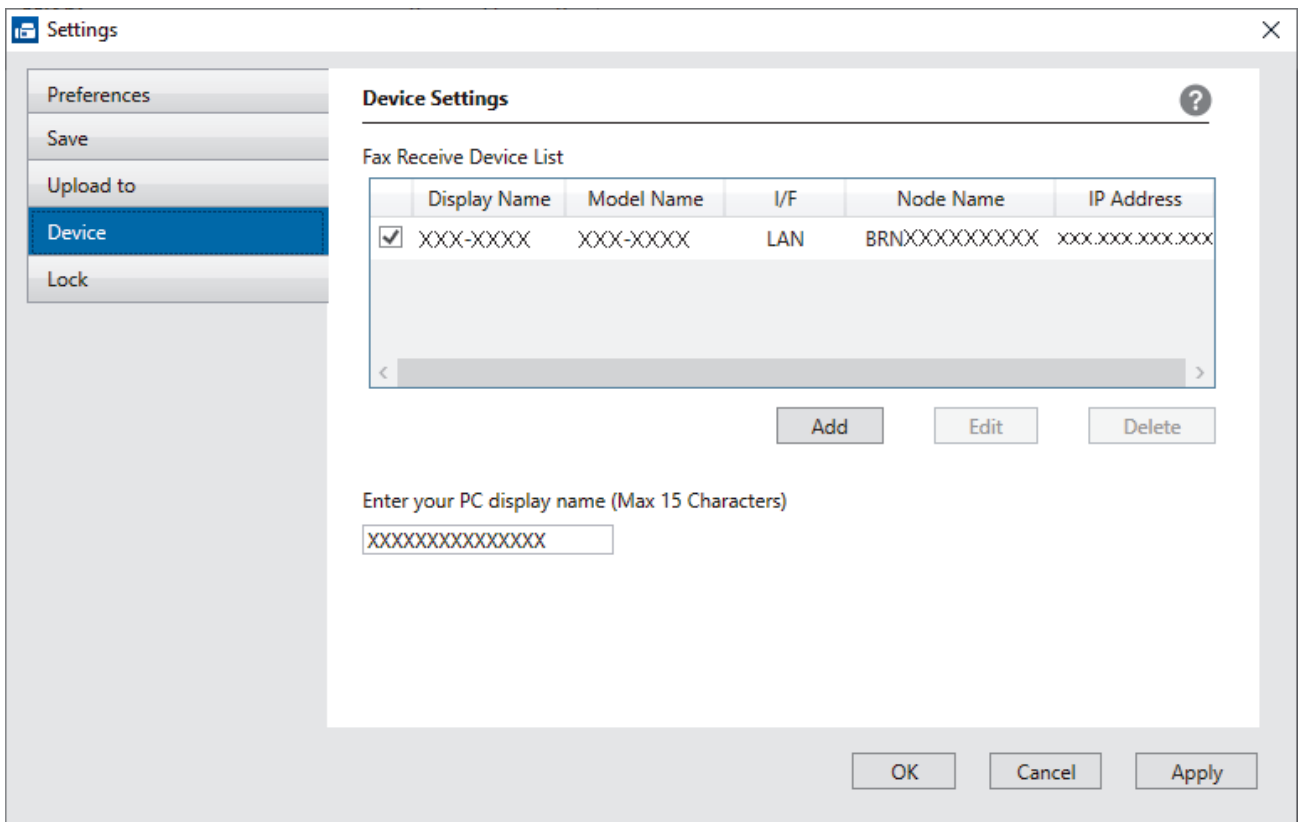 Settings
Preferences
Save
Upload to
Device
Lock
Device Settings
?
Fax Receive Device List
Display Name Model Name I/F Node Name IP Address
XXX-XXXX XXX-XXXX LAN BRNXXXXXXXXX XXX.XXX.XXX.XXX
Add Edit Delete
Enter your PC display name (Max 15 Characters)
XXXXXXXXXXXXXXX
OK Cancel Apply